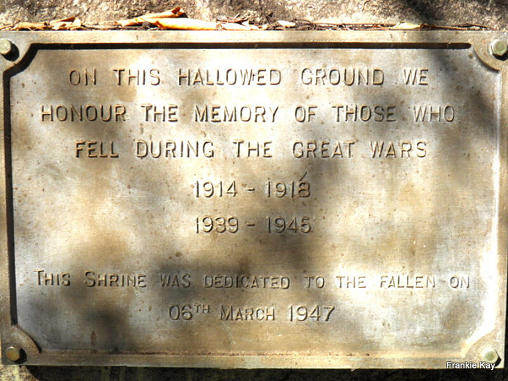 ON THIS HALLOWED GROUND WE
HONOUR THE MEMORY OF THOSE WHO
FELL DURING THE GREAT WARS
1914 - 1918
1939 - 1945
THIS SHRINE WAS DEDICATED TO THE FALLEN ON
06TH MARCH 1947
Frankie Kay